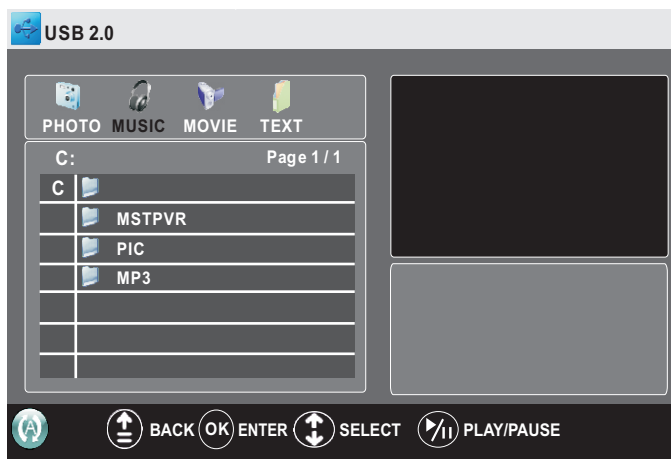 USB 2.0
PHOTO MUSIC MOVIE TEXT
C: Page 1 / 1
C
MSTPVR
PIC
MP3
A BACK OK ENTER SELECT PLAY/PAUSE